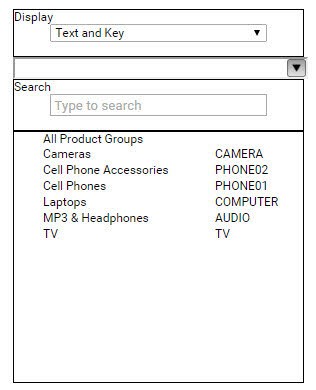 Display
Text and Key
Search
Type to search
All Product Groups
Cameras CAMERA
Cell Phone Accessories PHONE02
Cell Phones PHONE01
Laptops COMPUTER
MP3 & Headphones AUDIO
TV TV